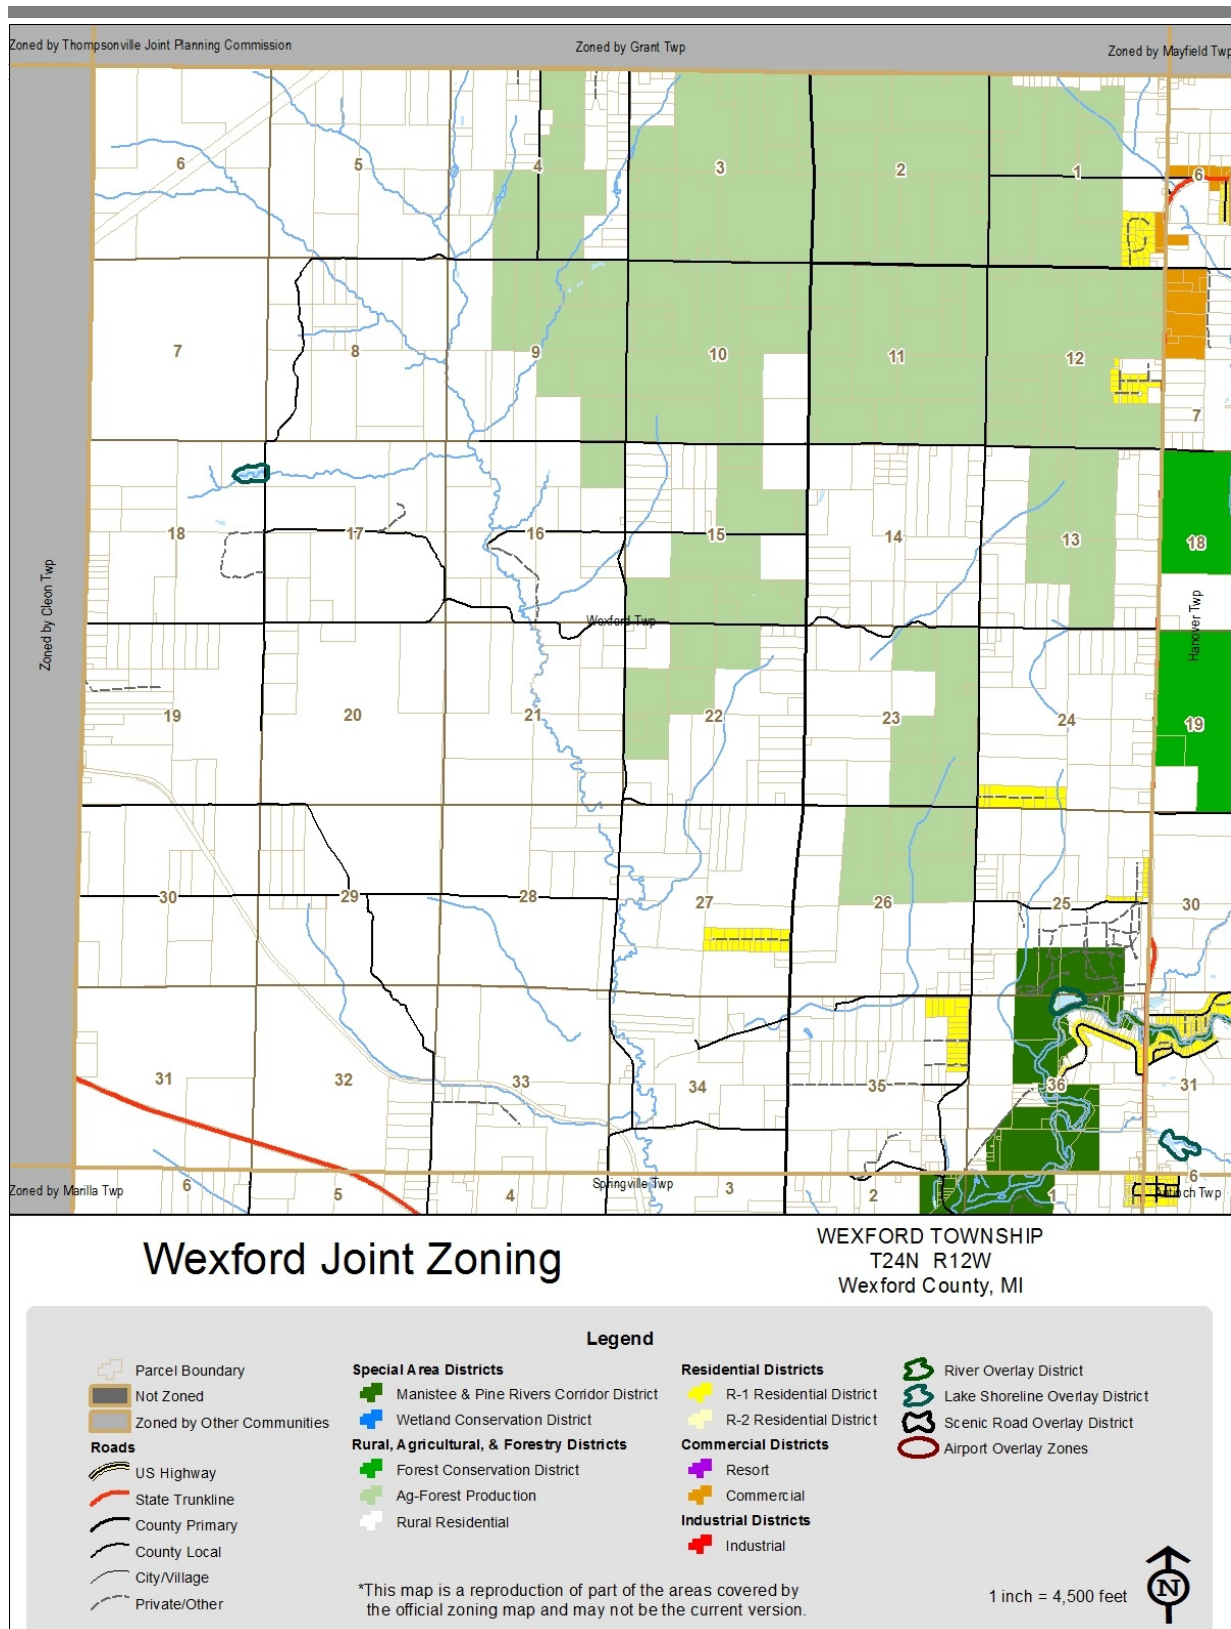 Zoned by Thompsonville Joint Planning Commission
Zoned by Grant Twp
Zoned by Mayfield Twp
6
5
4
3
2
1
6
7
8
9
10
11
12
7
18
17
16
15
14
13
18
Zoned by Cleon Twp
Wexford Twp
Hanover Twp
19
20
21
22
23
24
19
30
29
28
27
26
25
30
31
32
33
34
35
36
31
Zoned by Marilla Twp
6
5
4
Springville Twp
3
2
1
6
Antioch Twp
Wexford Joint Zoning
WEXFORD TOWNSHIP
T24N R12W
Wexford County, MI
Legend
Parcel Boundary
Not Zoned
Zoned by Other Communities
Roads
US Highway
State Trunkline
County Primary
County Local
City/Village
Private/Other
Special Area Districts
Manistee & Pine Rivers Corridor District
Wetland Conservation District
Rural, Agricultural, & Forestry Districts
Forest Conservation District
Ag-Forest Production
Rural Residential
Residential Districts
R-1 Residential District
R-2 Residential District
Commercial Districts
Resort
Commercial
Industrial Districts
Industrial
River Overlay District
Lake Shoreline Overlay District
Scenic Road Overlay District
Airport Overlay Zones
*This map is a reproduction of part of the areas covered by
the official zoning map and may not be the current version.
1 inch = 4,500 feet
N